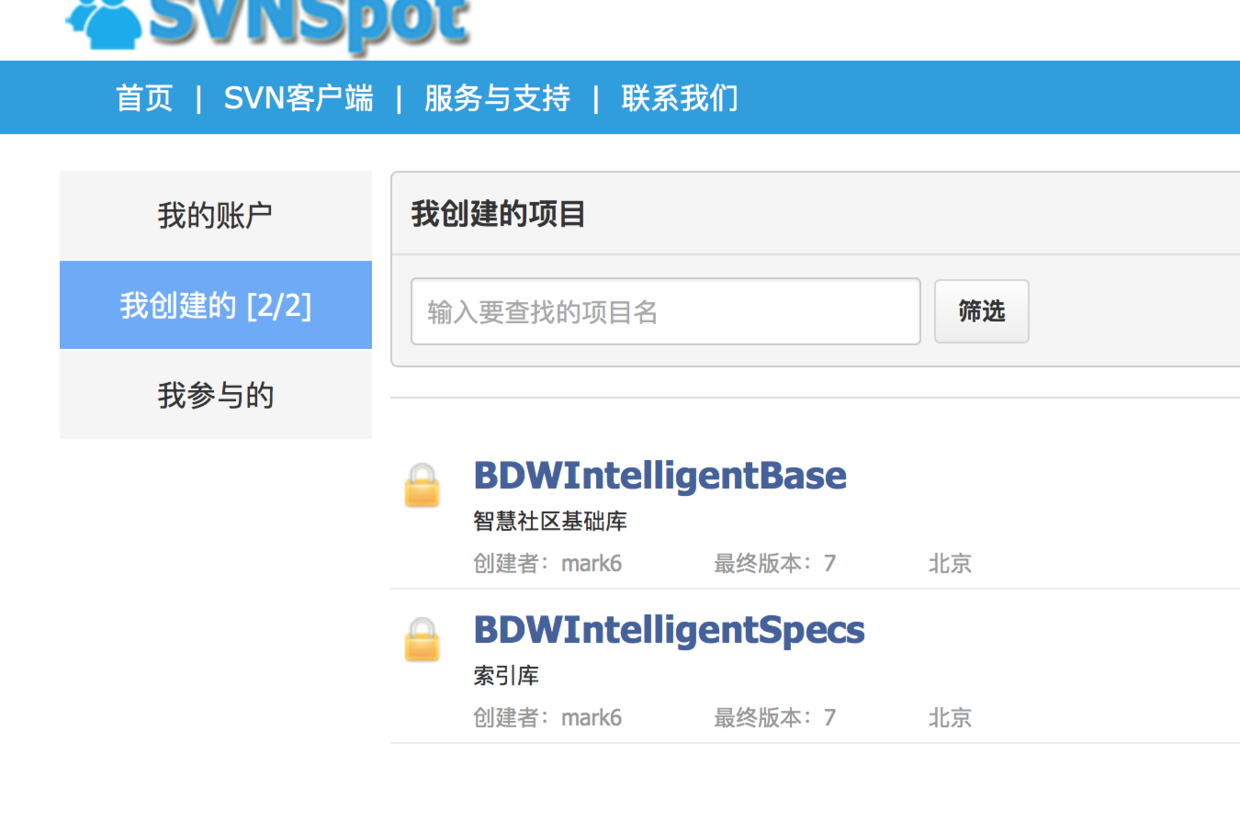 SVNSpot
首页 | SVN客户端 | 服务与支持 | 联系我们
我的账户
我创建的 [2/2]
我参与的
我创建的项目
输入要查找的项目名
筛选
BDWIntelligentBase
智慧社区基础库
创建者：mark6 最终版本：7 北京
BDWIntelligentSpecs
索引库
创建者：mark6 最终版本：7 北京